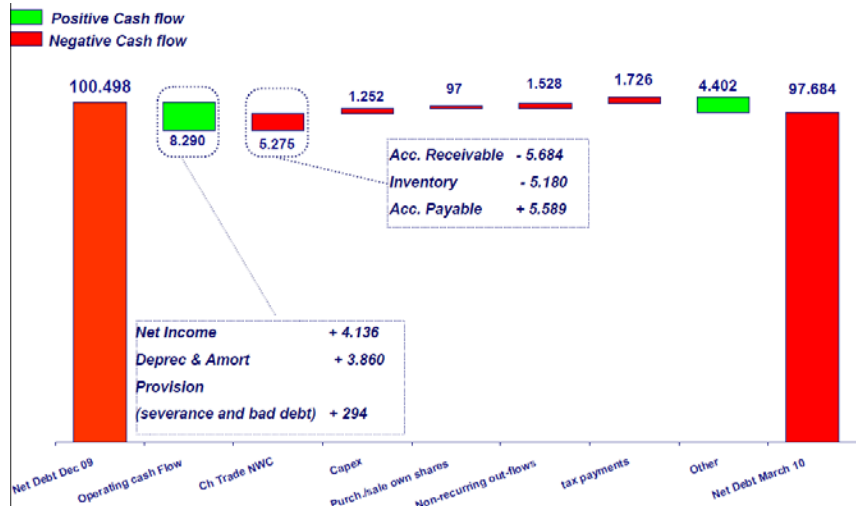 Positive Cash flow
Negative Cash flow
100.498
8.290
5.275
1.252
97
1.528
1.726
4.402
97.684
Acc. Receivable - 5.684
Inventory - 5.180
Acc. Payable + 5.589
Net Income + 4.136
Deprec & Amort + 3.860
Provision
(severance and bad debt) + 294
Net Debt Dec 09
Operating cash Flow
Ch Trade NWC
Capex
Purch./sale own shares
Non-recurring out-flows
tax payments
Other
Net Debt March 10